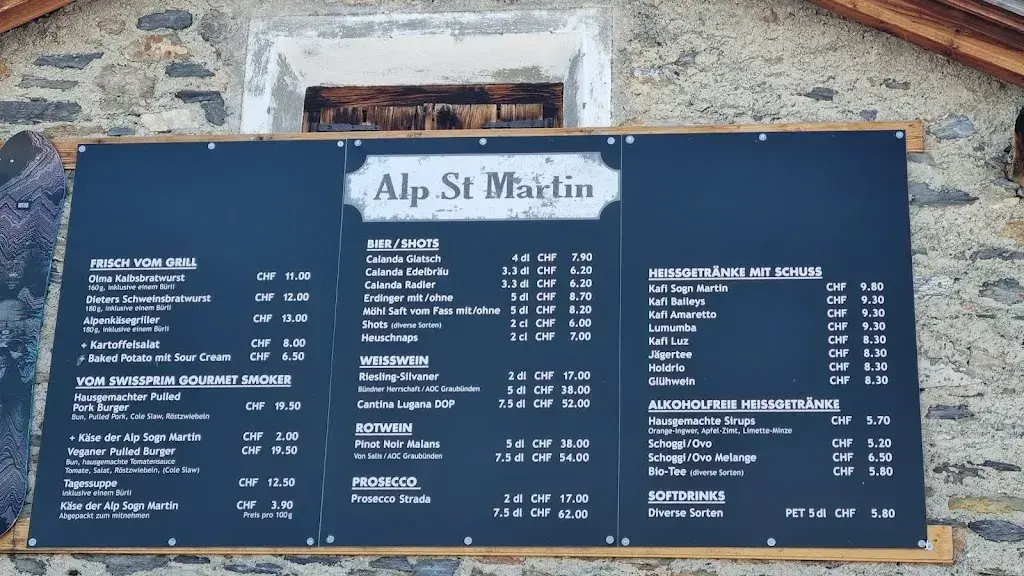 Alp St Martin
FRISCH VOM GRILL
Olma Kalbsbratwurst CHF 11.00
160g, inklusive einem Bürli
Dieters Schweinsbratwurst CHF 12.00
180g, inklusive einem Bürli
Alpenkäsegriller CHF 13.00
180g, inklusive einem Bürli
+ Kartoffelsalat CHF 8.00
+ Baked Potato mit Sour Cream CHF 6.50
VOM SWISSPRIM GOURMET SMOKER
Hausgemachter Pulled
Pork Burger CHF 19.50
Bun, Pulled Pork, Cole Slaw, Röstzwiebeln
+ Käse der Alp Sogn Martin CHF 2.00
Veganer Pulled Burger CHF 19.50
Bun, hausgemachte Tomatensauce
Tomate, Salat, Röstzwiebeln, (Cole Slaw)
Tagessuppe CHF 12.50
inklusive einem Bürli
Käse der Alp Sogn Martin CHF 3.90
Abgepackt zum mitnehmen Preis pro 100g
BIER/SHOTS
Calanda Glatsch 4 dl CHF 7.90
Calanda Edelbräu 3.3 dl CHF 6.20
Calanda Radler 3.3 dl CHF 6.20
Erdinger mit/ohne 5 dl CHF 8.70
Möhl Saft vom Fass mit/ohne 5 dl CHF 8.20
Shots (diverse Sorten) 2 cl CHF 6.00
Heuschnaps 2 cl CHF 7.00
WEISSWEIN
Riesling-Silvaner 2 dl CHF 17.00
Bündner Herrschaft/AOC Graubünden 5 dl CHF 38.00
Cantina Lugana DOP 7.5 dl CHF 52.00
ROTWEIN
Pinot Noir Malans 5 dl CHF 38.00
Von Salis/AOC Graubünden 7.5 dl CHF 54.00
PROSECCO
Prosecco Strada 2 dl CHF 17.00
7.5 dl CHF 62.00
HEISSGETRÄNKE MIT SCHUSS
Kafi Sogn Martin CHF 9.80
Kafi Baileys CHF 9.30
Kafi Amaretto CHF 9.30
Lumumba CHF 9.30
Kafi Luz CHF 8.30
Jägertee CHF 8.30
Holdrio CHF 8.30
Glühwein CHF 8.30
ALKOHOLFREIE HEISSGETRÄNKE
Hausgemachte Sirups CHF 5.70
Orange-Ingwer, Apfel-Zimt, Limette-Minze
Schoggi/Ovo CHF 5.20
Schoggi/Ovo Melange CHF 6.50
Bio-Tee (diverse Sorten) CHF 5.80
SOFTDRINKS
Diverse Sorten PET 5 dl CHF 5.80